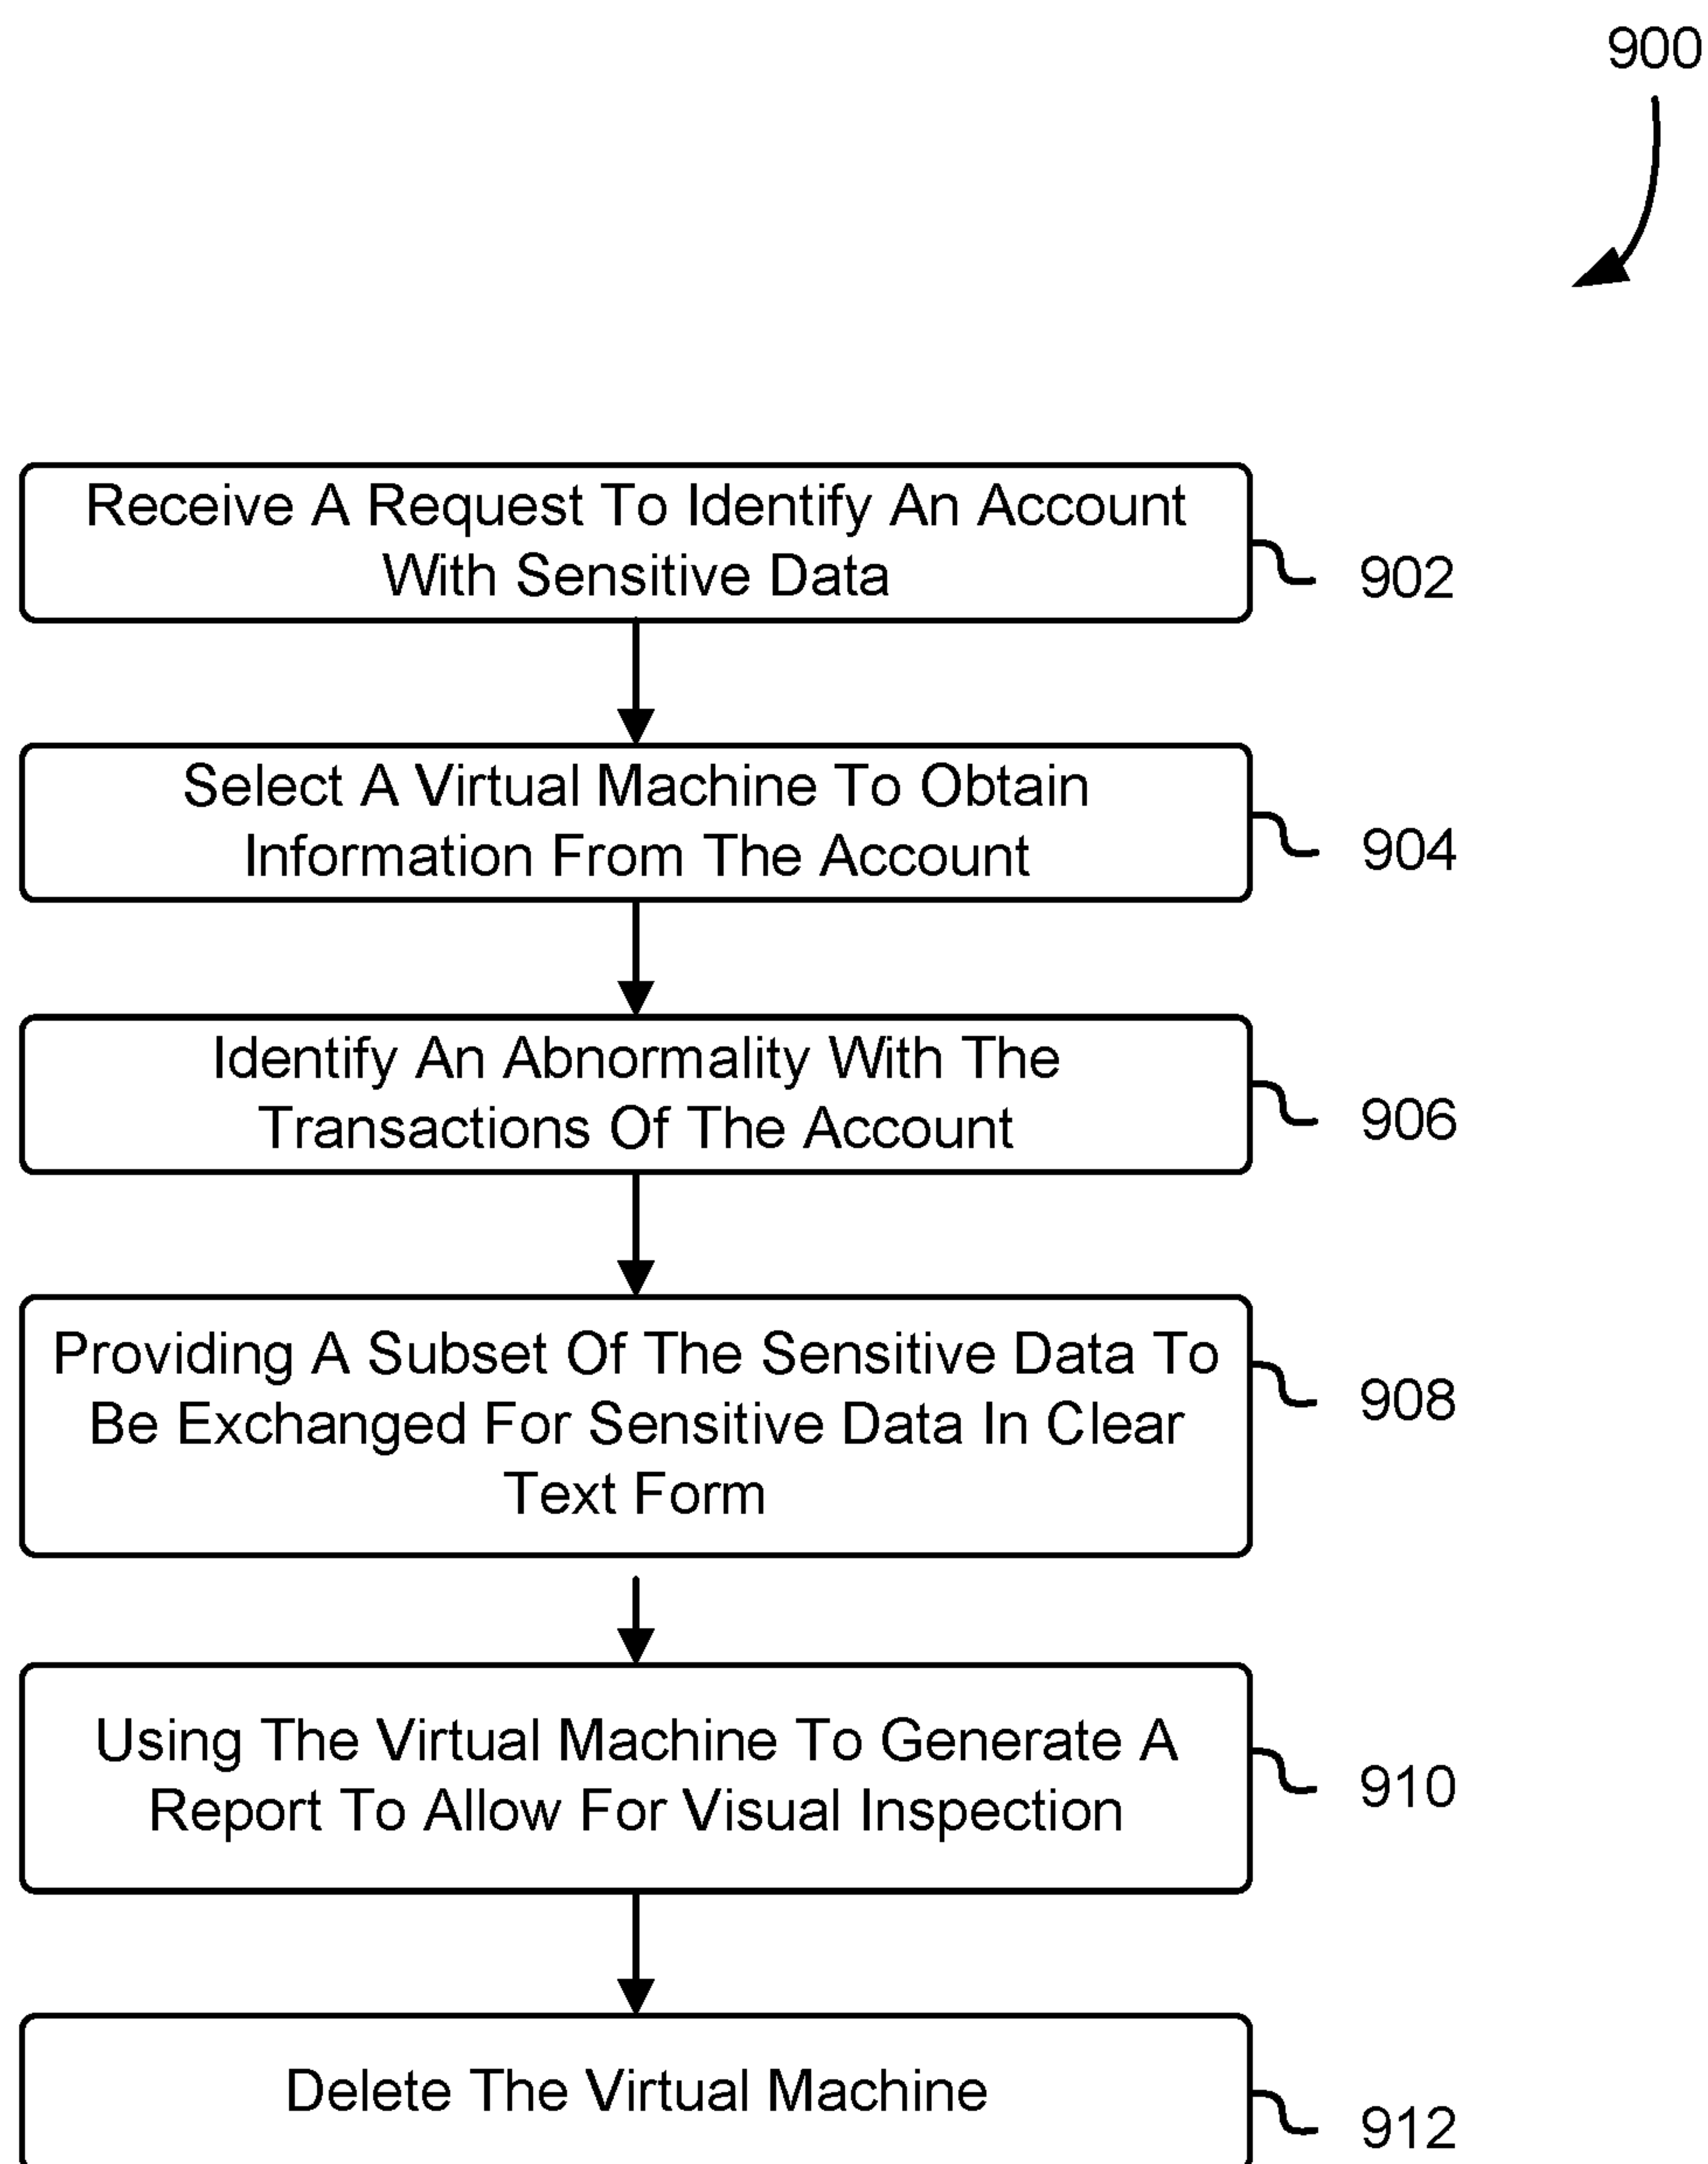 900
Receive A Request To Identify An Account
With Sensitive Data
902
Select A Virtual Machine To Obtain
Information From The Account
904
Identify An Abnormality With The
Transactions Of The Account
906
Providing A Subset Of The Sensitive Data To
Be Exchanged For Sensitive Data In Clear
Text Form
908
Using The Virtual Machine To Generate A
Report To Allow For Visual Inspection
910
Delete The Virtual Machine
912